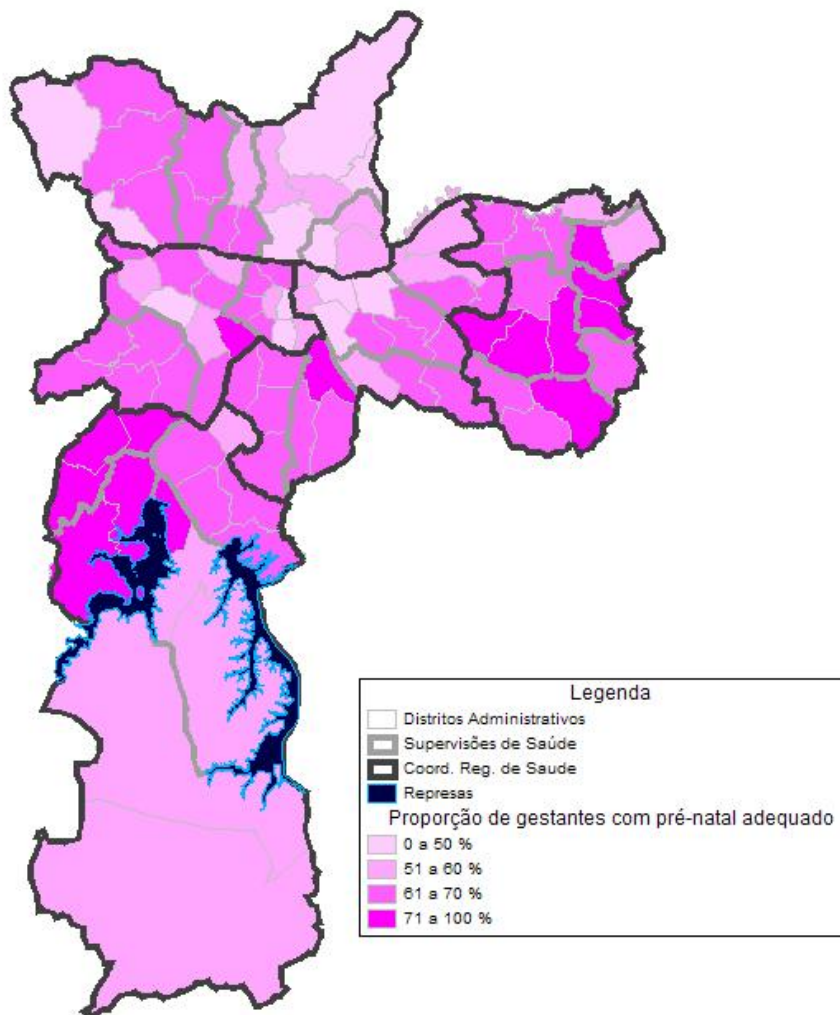 Legenda
Distritos Administrativos
Supervisões de Saúde
Coord. Reg. de Saude
Represas
Proporção de gestantes com pré-natal adequado
0 a 50 %
51 a 60 %
61 a 70 %
71 a 100 %